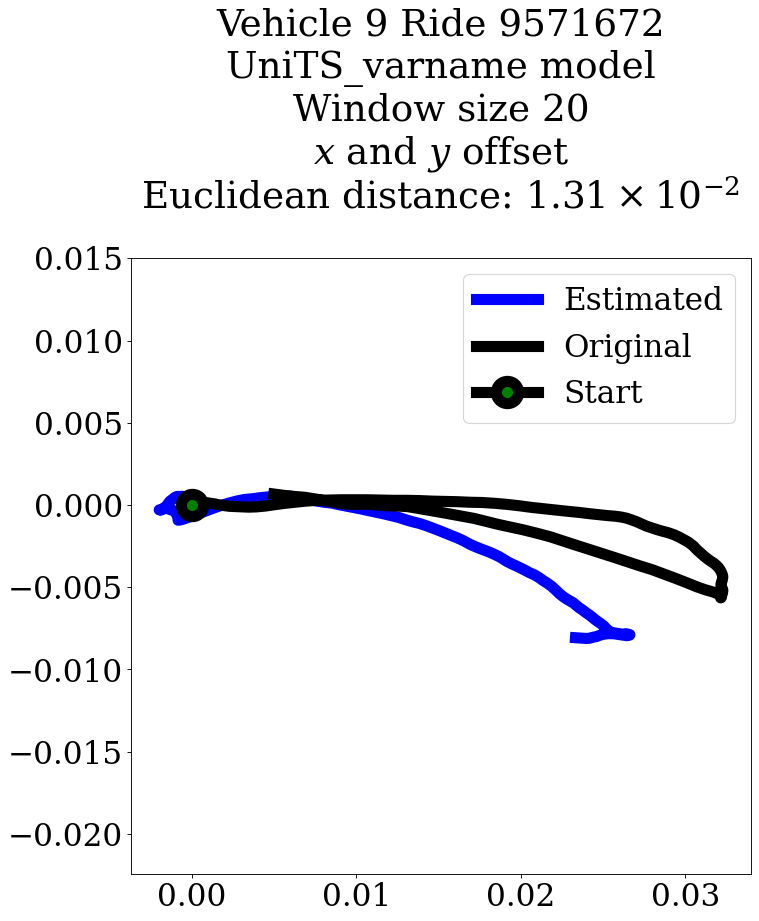 Vehicle 9 Ride 9571672
UniTS_varname model
Window size 20
x and y offset
Euclidean distance: 1.31 × 10⁻²
0.015
0.010
0.005
0.000
−0.005
−0.010
−0.015
−0.020
Estimated
Original
Start
0.00 0.01 0.02 0.03